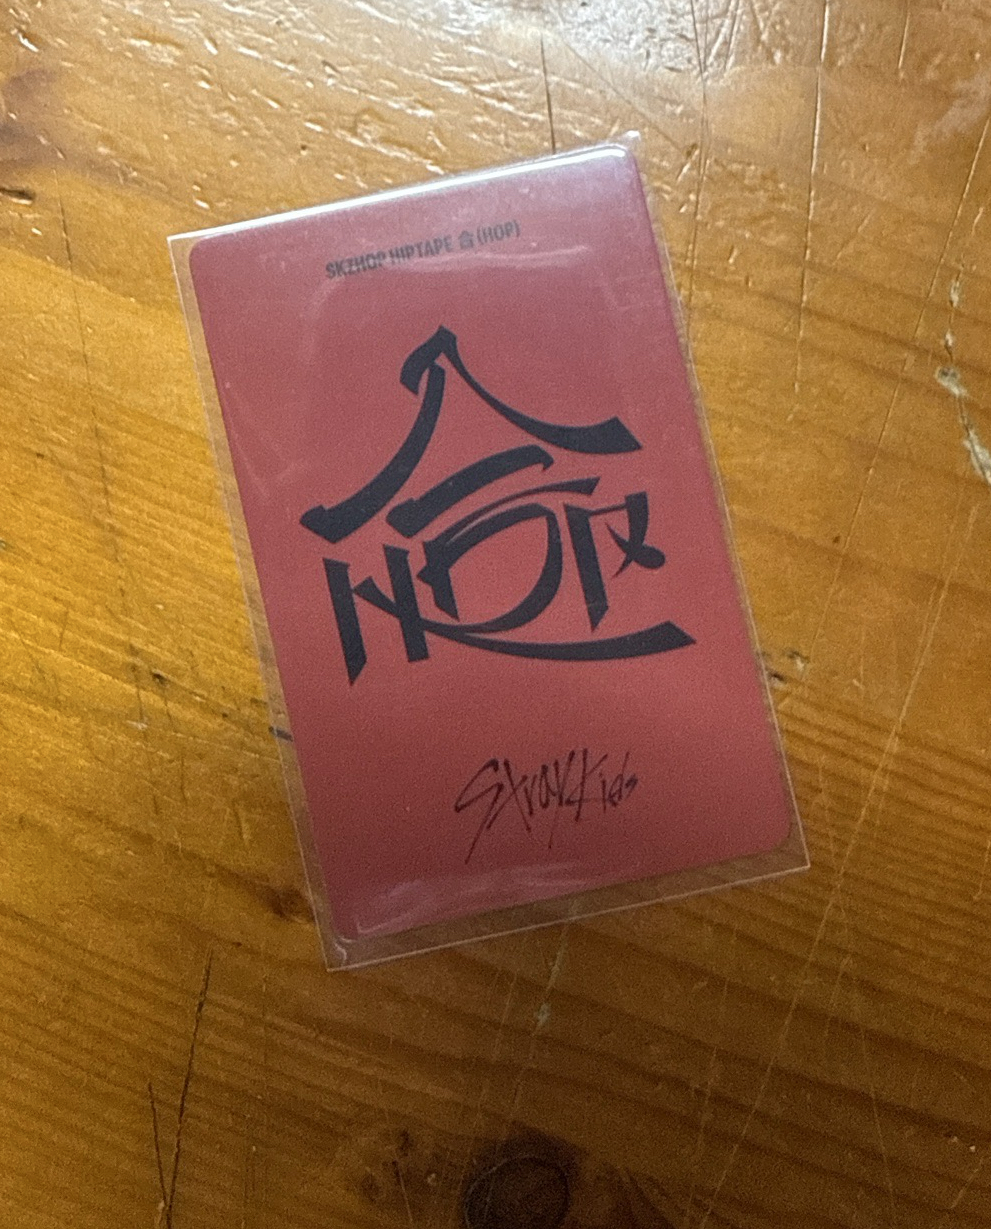 SKZHOP HIPTAPE 合 (HOP)
合
HOP
Stray Kids